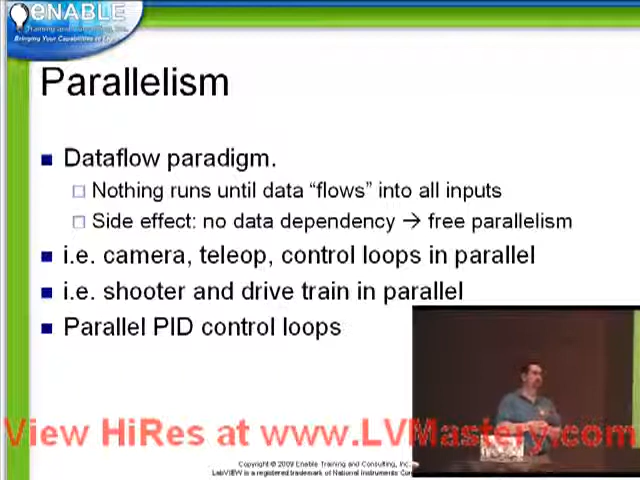 ENABLE
Training and Consulting, Inc.
Bringing Your Capabilities to
Parallelism
Dataflow paradigm.
Nothing runs until data “flows” into all inputs
Side effect: no data dependency → free parallelism
i.e. camera, teleop, control loops in parallel
i.e. shooter and drive train in parallel
Parallel PID control loops
View HiRes at www.LVMastery.com
Copyright © 2009 Enable Training and Consulting, Inc.
LabVIEW is a registered trademark of National Instruments